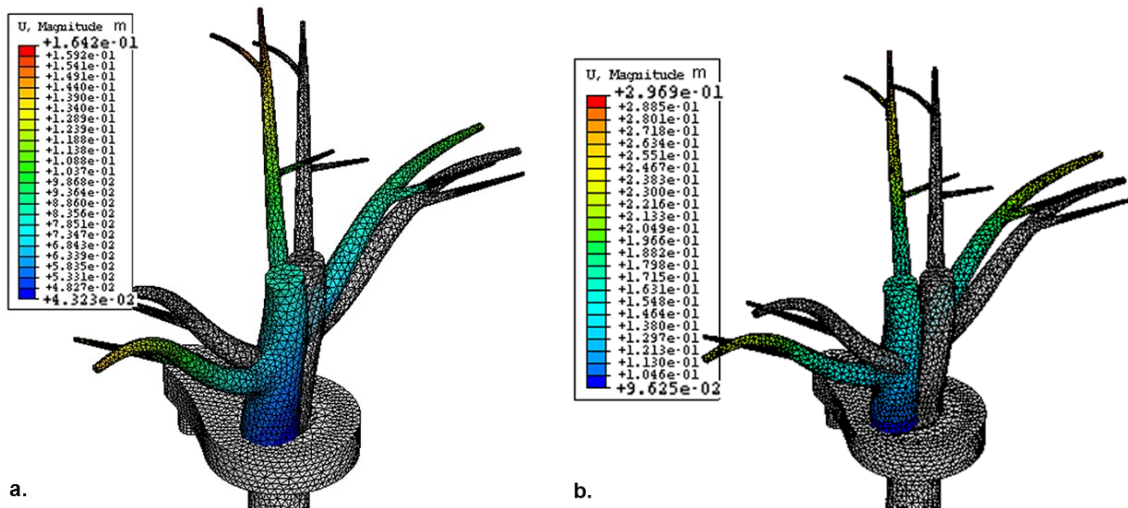 U, Magnitude m
+1.642e-01
+1.592e-01
+1.541e-01
+1.491e-01
+1.440e-01
+1.390e-01
+1.340e-01
+1.289e-01
+1.239e-01
+1.188e-01
+1.138e-01
+1.088e-01
+1.037e-01
+9.868e-02
+9.364e-02
+8.860e-02
+8.356e-02
+7.851e-02
+7.347e-02
+6.843e-02
+6.339e-02
+5.835e-02
+5.331e-02
+4.827e-02
+4.323e-02
a.
U, Magnitude m
+2.969e-01
+2.885e-01
+2.801e-01
+2.718e-01
+2.634e-01
+2.551e-01
+2.467e-01
+2.383e-01
+2.300e-01
+2.216e-01
+2.133e-01
+2.049e-01
+1.966e-01
+1.882e-01
+1.798e-01
+1.715e-01
+1.631e-01
+1.548e-01
+1.464e-01
+1.380e-01
+1.297e-01
+1.213e-01
+1.130e-01
+1.046e-01
+9.625e-02
b.